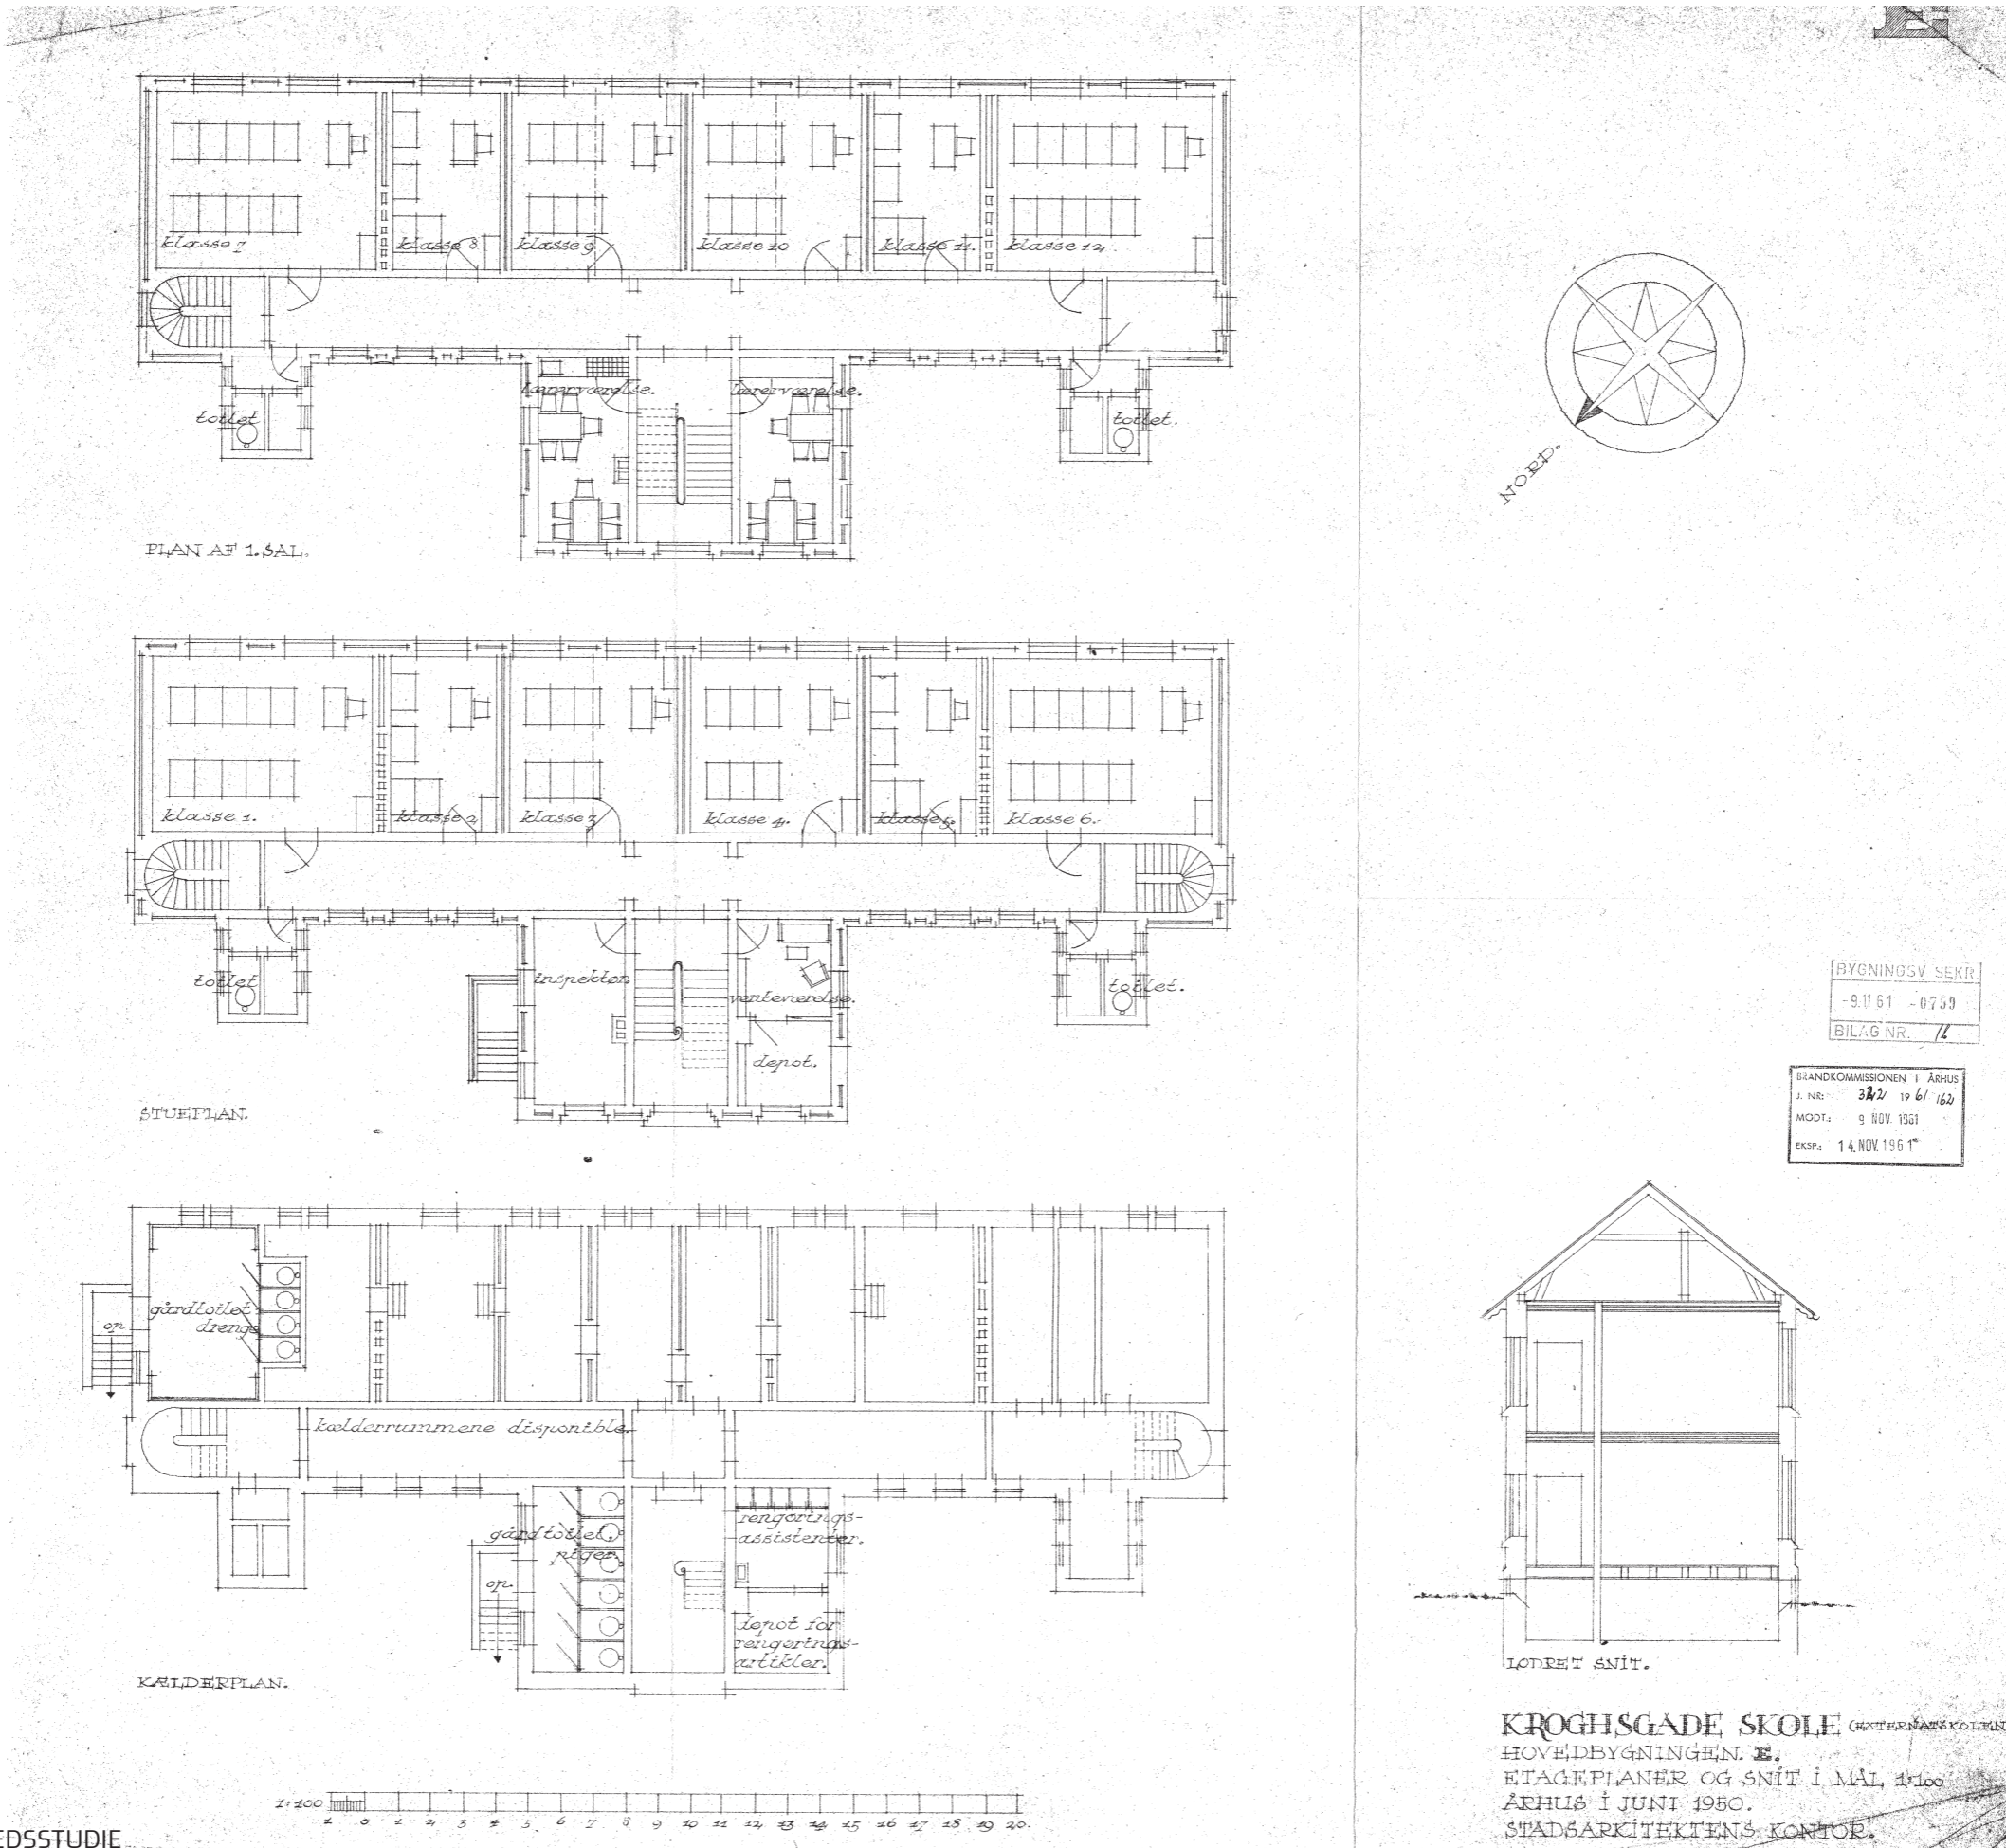 klasse 7
klasse 8
klasse 9
klasse 10
klasse 11.
klasse 12.
lærerværelse.
lærerværelse.
toilet
toilet.
PLAN AF 1. SAL.
NORD.
klasse 1.
klasse 2
klasse 3
klasse 4.
klasse 5.
klasse 6.
toilet
inspektør.
venteværelse.
toilet.
depot.
STUEPLAN.
BYGNINGSV. SEKR.
-9.11 61 -0759
BILAG NR.
BRANDKOMMISSIONEN I ÅRHUS
J. NR: 1961
MODT.: 9 NOV. 1961
EKSP.: 14. NOV. 1961
gårdtoilet
drenge
op
kælderrummene disponible.
gårdtoilet.
piger.
op.
rengørings-
assistenter.
depot for
rengørings-
artikler.
KÆLDERPLAN.
LODRET SNIT.
KROGHSGADE SKOLE (EXTERNATSKOLEN
HOVEDBYGNINGEN. E.
ETAGEPLANER OG SNIT I MÅL 1:100
ÅRHUS I JUNI 1950.
STADSARKITEKTENS KONTOR.
1:100
1 0 1 2 3 4 5 6 7 8 9 10 11 12 13 14 15 16 17 18 19 20
EDSSTUDIE